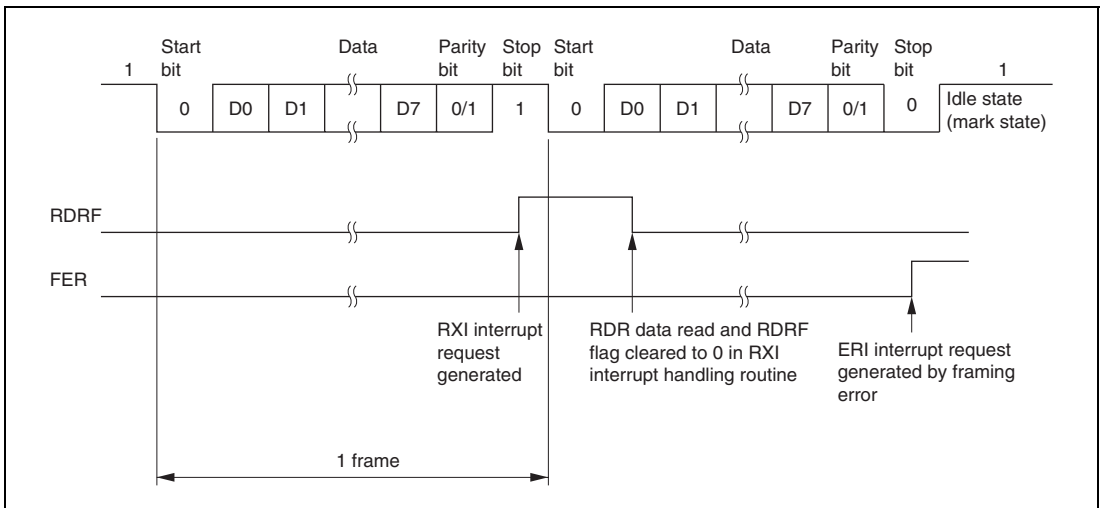 Start bit Data Parity bit Stop bit Start bit Data Parity bit Stop bit
1 1
0 D0 D1 D7 0/1 1 0 D0 D1 D7 0/1 0 Idle state (mark state)
RDRF
FER
RXI interrupt
request
generated
RDR data read and RDRF
flag cleared to 0 in RXI
interrupt handling routine
ERI interrupt request
generated by framing
error
1 frame